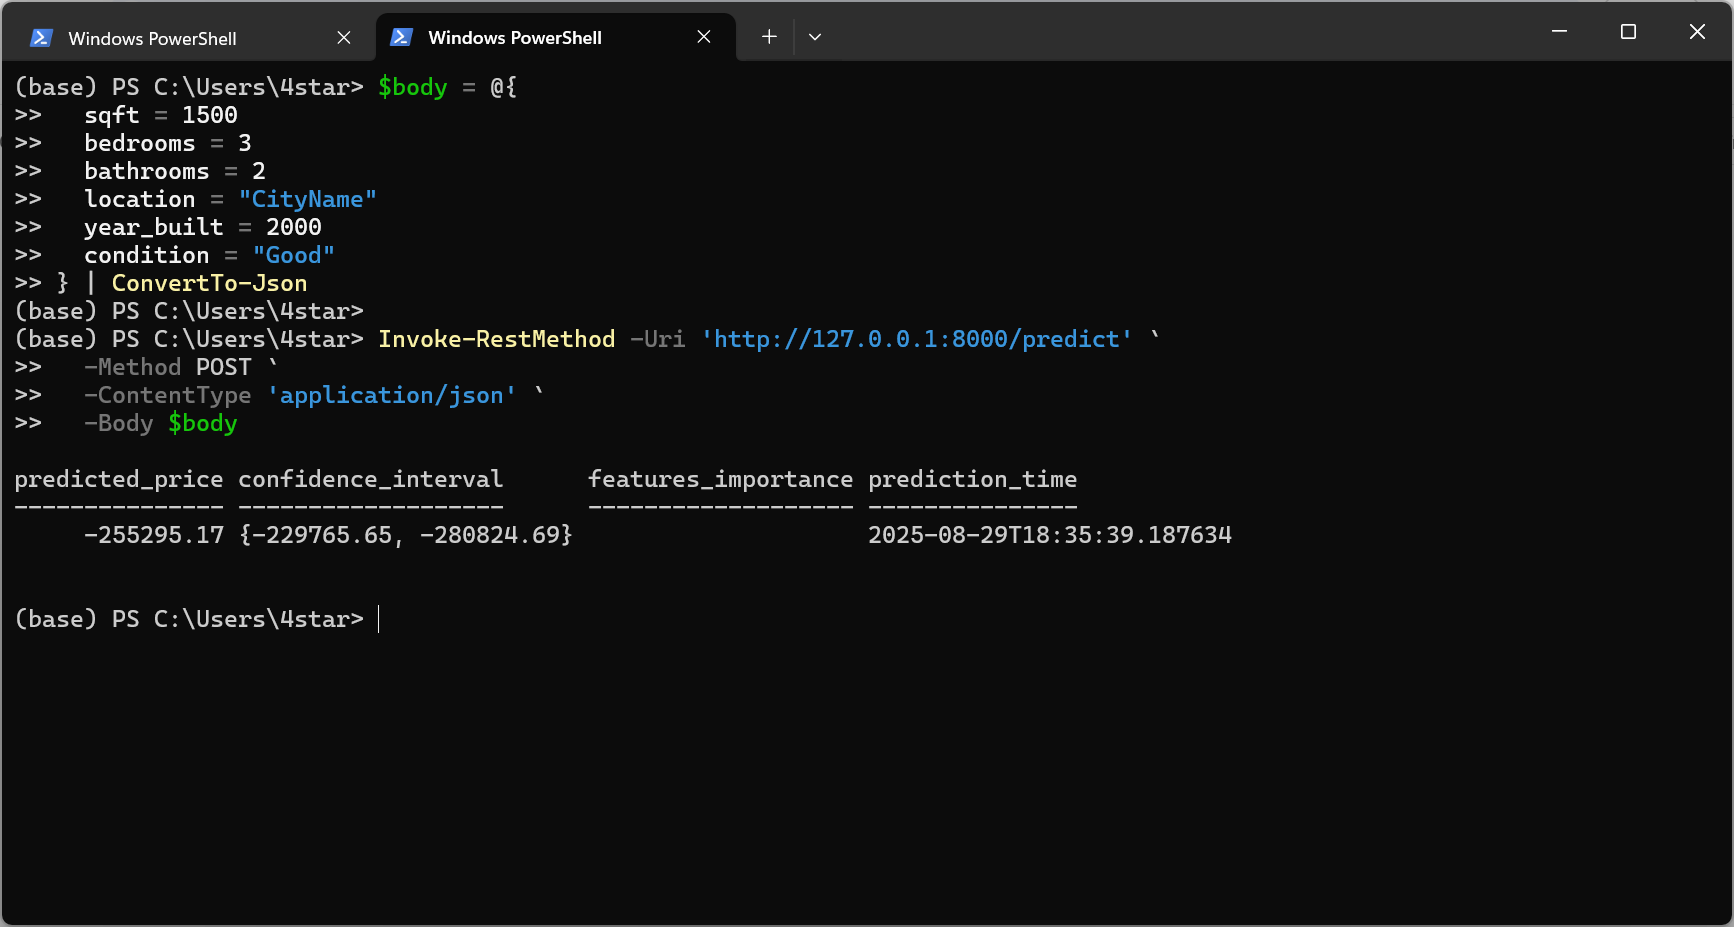 Windows PowerShell
Windows PowerShell
(base) PS C:\Users\4star> $body = @{
>>   sqft = 1500
>>   bedrooms = 3
>>   bathrooms = 2
>>   location = "CityName"
>>   year_built = 2000
>>   condition = "Good"
>> } | ConvertTo-Json
(base) PS C:\Users\4star>
(base) PS C:\Users\4star> Invoke-RestMethod -Uri 'http://127.0.0.1:8000/predict' `
>>   -Method POST `
>>   -ContentType 'application/json' `
>>   -Body $body
predicted_price confidence_interval      features_importance prediction_time
--------------- -------------------      ------------------- ---------------
     -255295.17 {-229765.65, -280824.69}                     2025-08-29T18:35:39.187634
(base) PS C:\Users\4star>